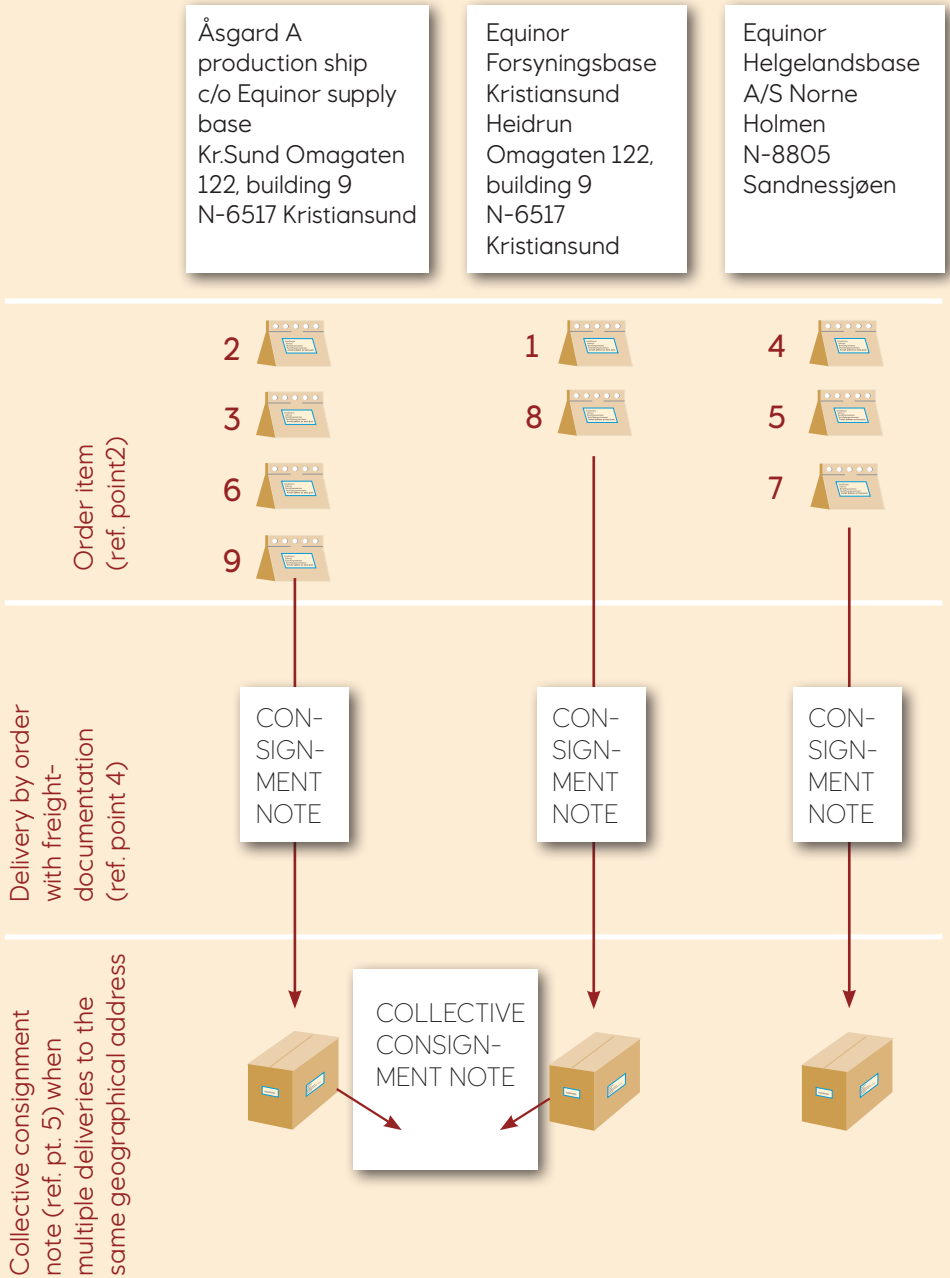 Åsgard A
production ship
c/o Equinor supply
base
Kr.Sund Omagaten
122, building 9
N-6517 Kristiansund
Equinor
Forsyningsbase
Kristiansund
Heidrun
Omagaten 122,
building 9
N-6517
Kristiansund
Equinor
Helgelandsbase
A/S Norne
Holmen
N-8805
Sandnessjøen
Order item
(ref. point2)
2
3
6
9
1
8
4
5
7
Delivery by order
with freight-
documentation
(ref. point 4)
CON-
SIGN-
MENT
NOTE
CON-
SIGN-
MENT
NOTE
CON-
SIGN-
MENT
NOTE
Collective consignment
note (ref. pt. 5) when
multiple deliveries to the
same geographical address
COLLECTIVE
CONSIGN-
MENT NOTE